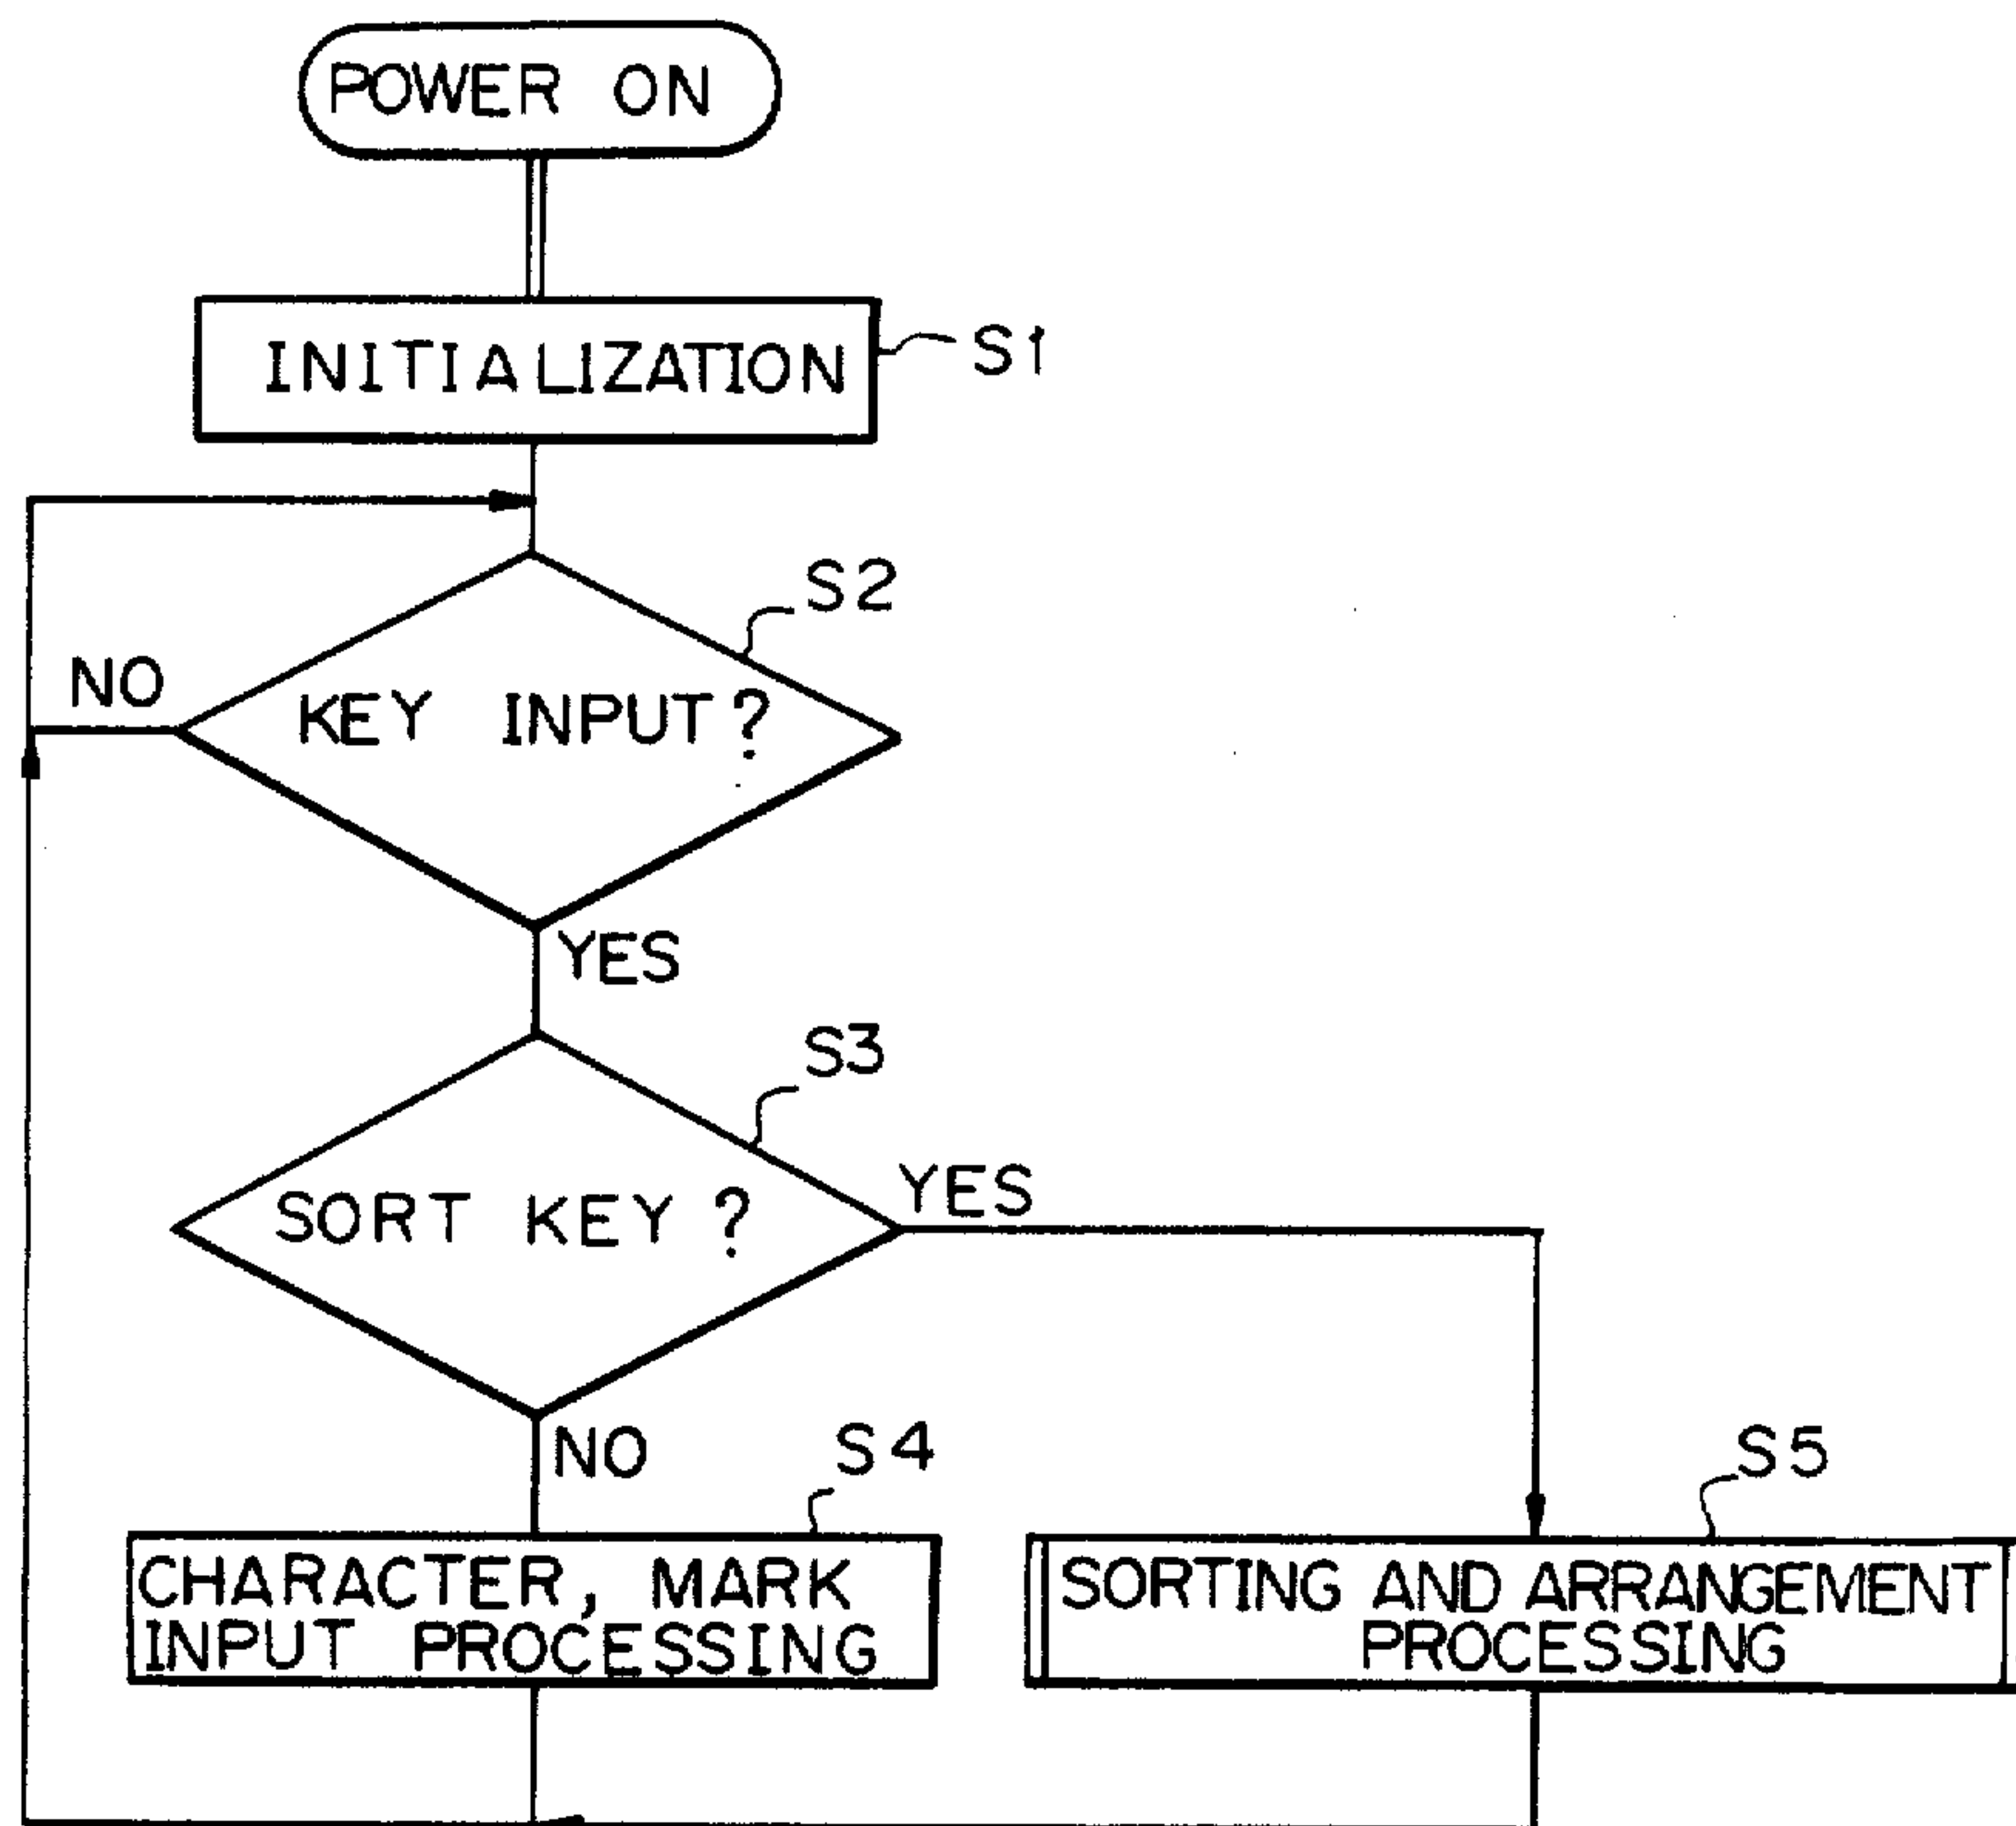 POWER ON
INITIALIZATION
S1
S2
NO
KEY INPUT?
YES
S3
SORT KEY ?
YES
NO
S4
S5
CHARACTER, MARK
INPUT PROCESSING
SORTING AND ARRANGEMENT
PROCESSING